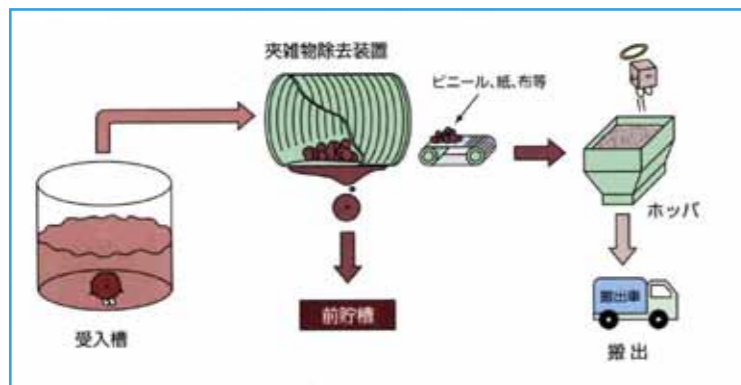 夾雑物除去装置
ビニール、紙、布等
ホッパ
受入槽
前貯槽
搬出車
搬 出